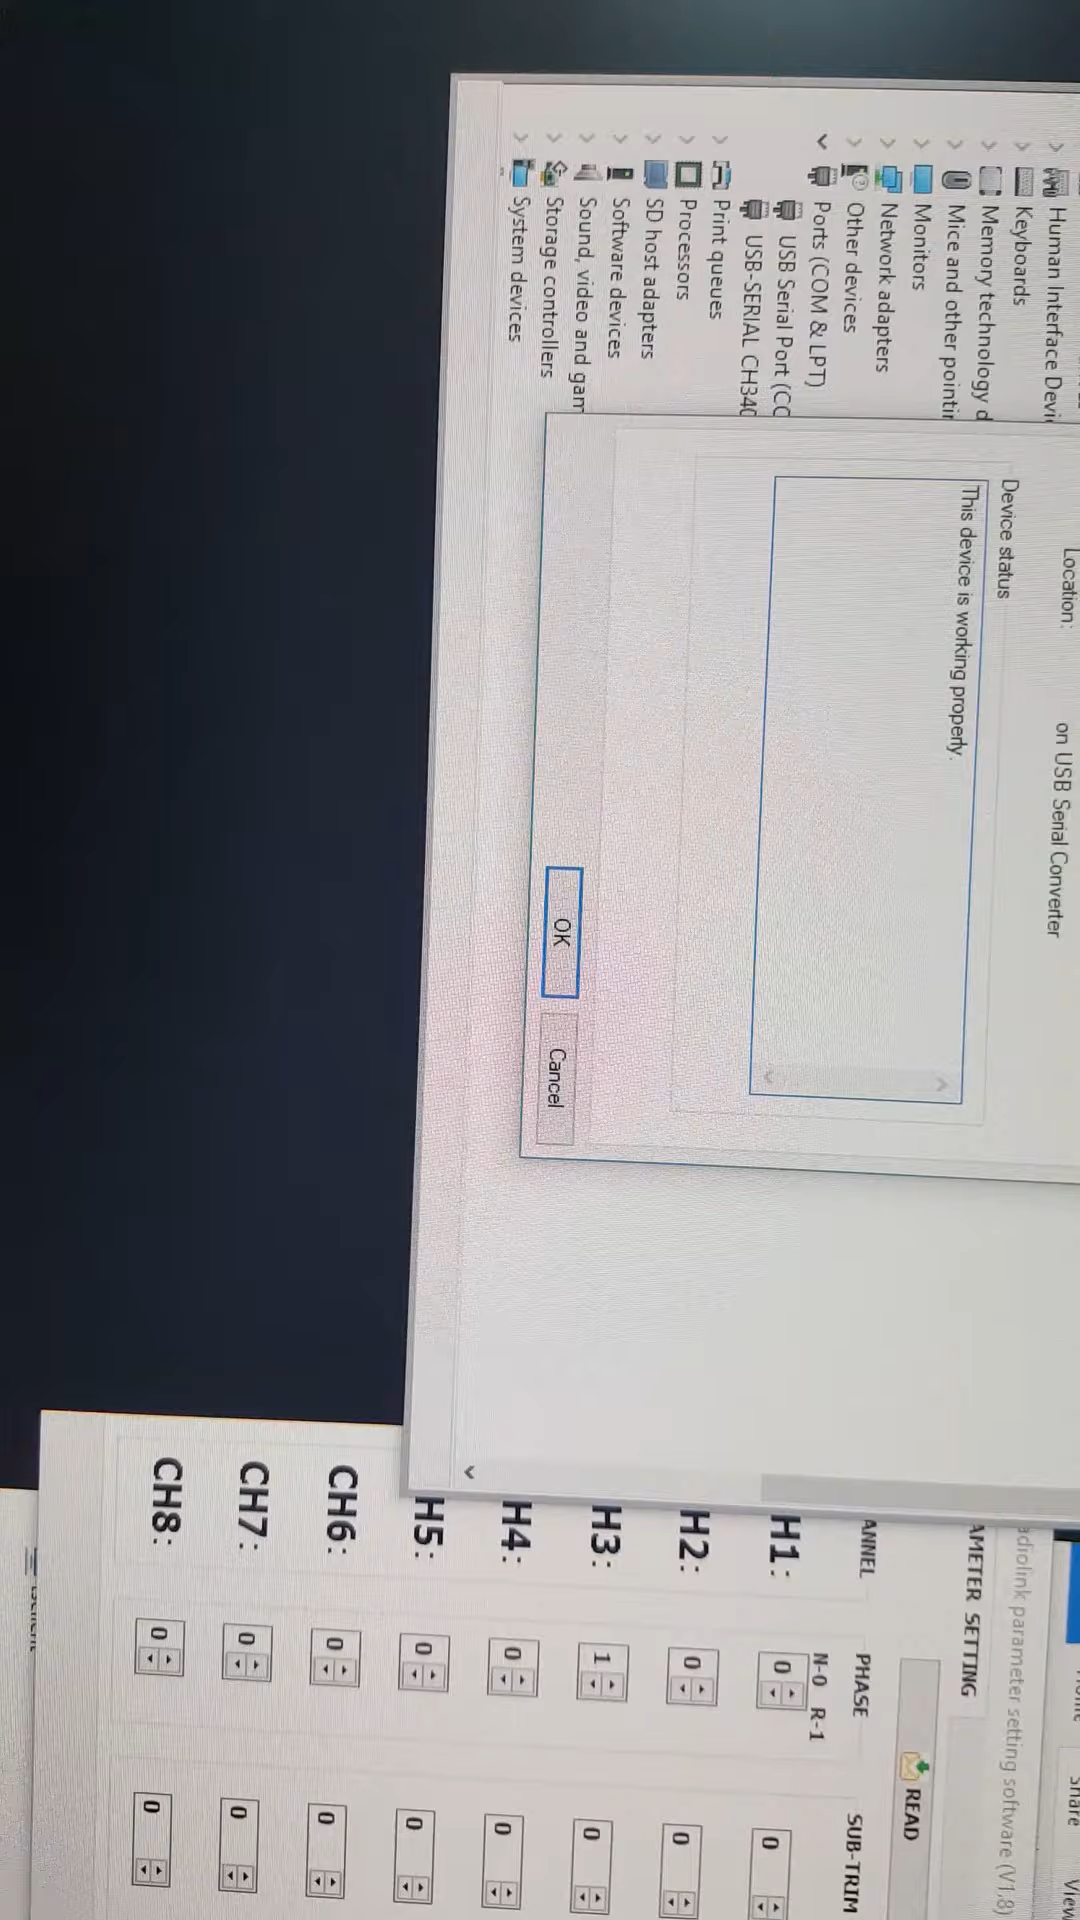 Human Interface Devi
Keyboards
Memory technology d
Mice and other pointin
Monitors
Network adapters
Other devices
Ports (COM & LPT)
USB Serial Port (CO
USB-SERIAL CH340
Print queues
Processors
SD host adapters
Software devices
Sound, video and gam
Storage controllers
System devices
Location:
on USB Serial Converter
Device status
This device is working properly.
OK
Cancel
Share
View
adiolink parameter setting software (V1,8)
AMETER SETTING
READ
ANNEL
PHASE
SUB-TRIM
N-0 R-1
H1: 0 0
H2: 0 0
H3: 1 0
H4: 0 0
H5: 0 0
CH6: 0 0
CH7: 0 0
CH8: 0 0